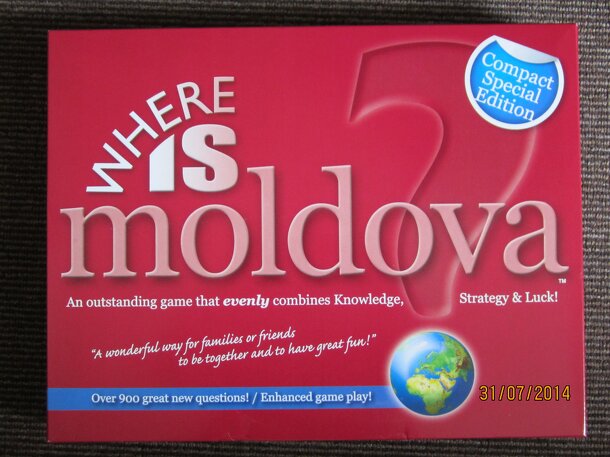 Compact
Special
Edition
WHERE
IS
moldova
?
™
An outstanding game that evenly combines Knowledge, Strategy & Luck!
"A wonderful way for families or friends
to be together and to have great fun!"
Over 900 great new questions! / Enhanced game play!
31/07/2014